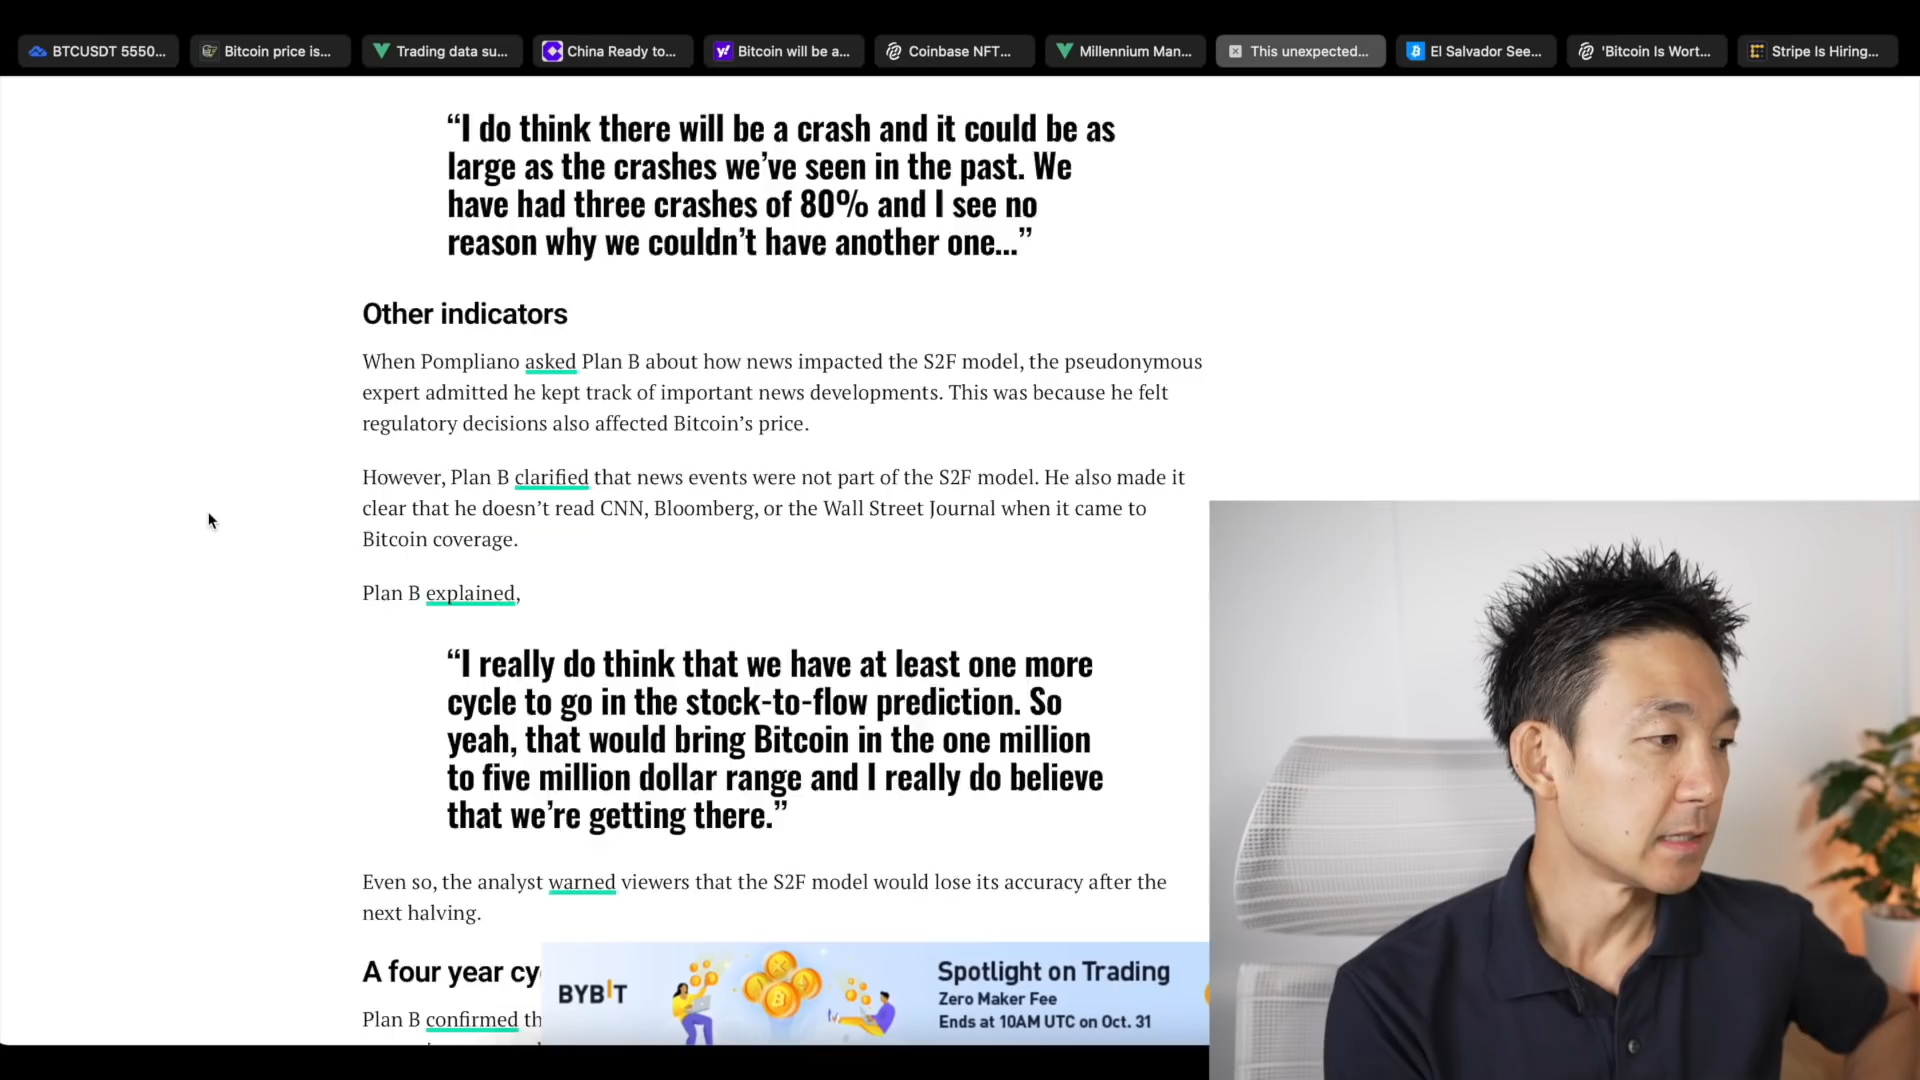 BTCUSDT 5550...
Bitcoin price is...
Trading data su...
China Ready to...
Bitcoin will be a...
Coinbase NFT...
Millennium Man...
This unexpected...
El Salvador See...
'Bitcoin Is Wort...
Stripe Is Hiring...
“I do think there will be a crash and it could be as
large as the crashes we’ve seen in the past. We
have had three crashes of 80% and I see no
reason why we couldn’t have another one…”
Other indicators
When Pompliano asked Plan B about how news impacted the S2F model, the pseudonymous
expert admitted he kept track of important news developments. This was because he felt
regulatory decisions also affected Bitcoin’s price.
However, Plan B clarified that news events were not part of the S2F model. He also made it
clear that he doesn’t read CNN, Bloomberg, or the Wall Street Journal when it came to
Bitcoin coverage.
Plan B explained,
“I really do think that we have at least one more
cycle to go in the stock-to-flow prediction. So
yeah, that would bring Bitcoin in the one million
to five million dollar range and I really do believe
that we’re getting there.”
Even so, the analyst warned viewers that the S2F model would lose its accuracy after the
next halving.
A four year cy
Plan B confirmed th
BYBIT
Spotlight on Trading
Zero Maker Fee
Ends at 10AM UTC on Oct. 31